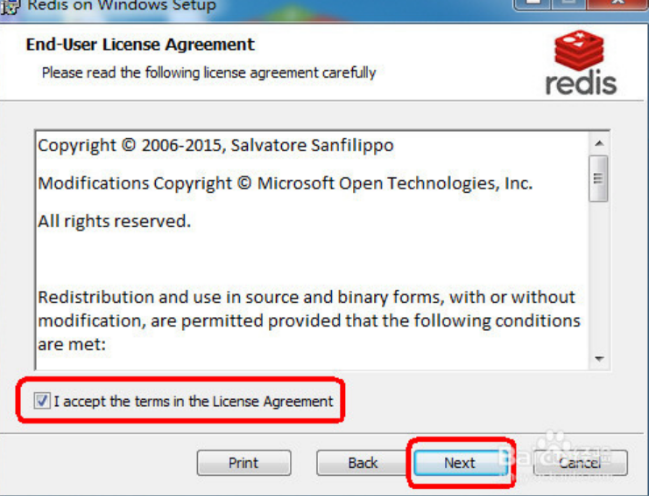 Redis on Windows Setup
End-User License Agreement
Please read the following license agreement carefully
redis
Copyright © 2006-2015, Salvatore Sanfilippo
Modifications Copyright © Microsoft Open Technologies, Inc.
All rights reserved.
Redistribution and use in source and binary forms, with or without
modification, are permitted provided that the following conditions
are met:
I accept the terms in the License Agreement
Print
Back
Next
Cancel